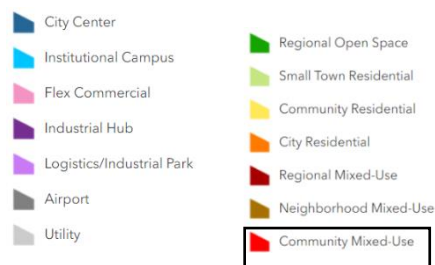 City Center
Institutional Campus
Flex Commercial
Industrial Hub
Logistics/Industrial Park
Airport
Utility
Regional Open Space
Small Town Residential
Community Residential
City Residential
Regional Mixed-Use
Neighborhood Mixed-Use
Community Mixed-Use